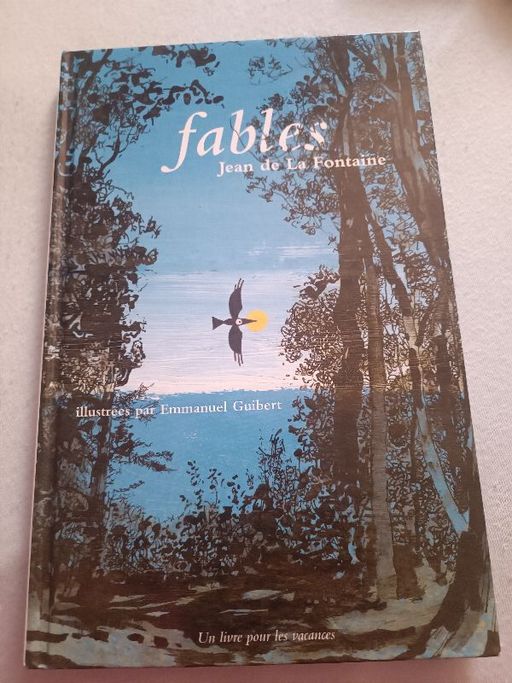 fables
Jean de La Fontaine
illustrées par Emmanuel Guibert
Un livre pour les vacances